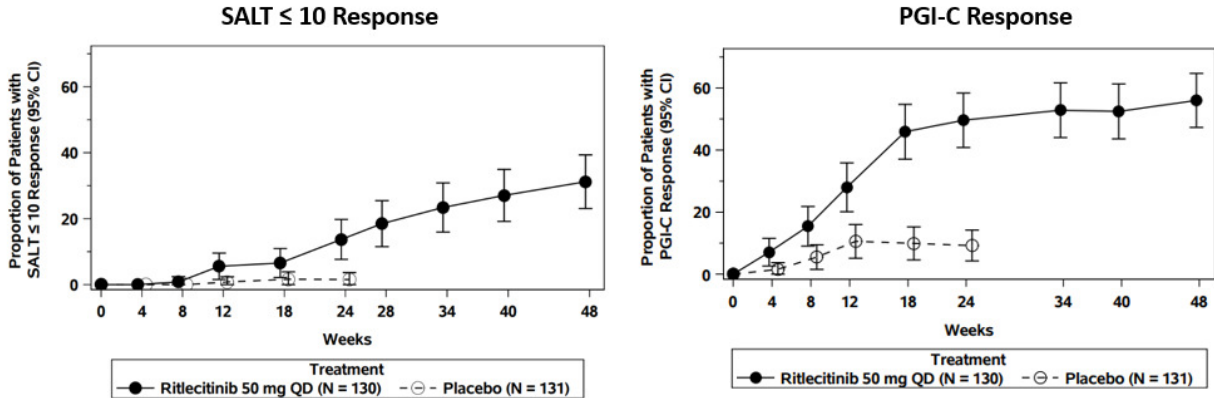 SALT ≤ 10 Response
Proportion of Patients with
SALT ≤ 10 Response (95% CI)
60
40
20
0
0 4 8 12 18 24 28 34 40 48
Weeks
Treatment
Ritlecitinib 50 mg QD (N = 130) Placebo (N = 131)
PGI-C Response
Proportion of Patients with
PGI-C Response (95% CI)
60
40
20
0
0 4 8 12 18 24 34 40 48
Weeks
Treatment
Ritlecitinib 50 mg QD (N = 130) Placebo (N = 131)